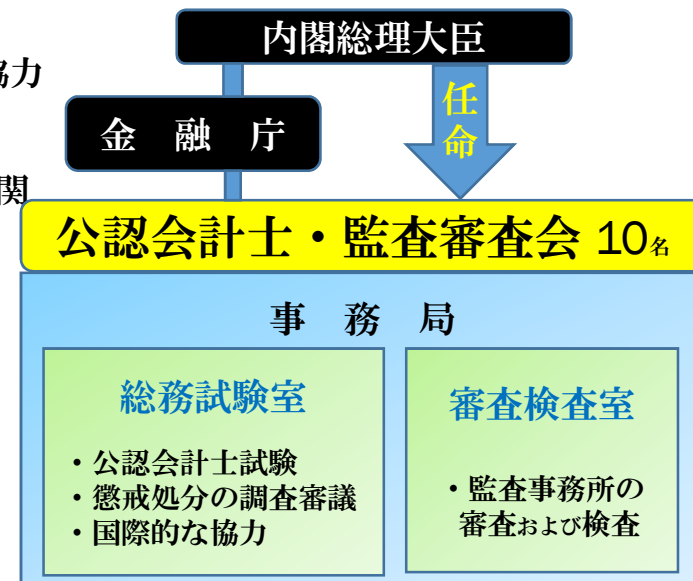 内閣総理大臣
協力
金　融　庁
任命
関
公認会計士・監査審査会 10名
事　務　局
総務試験室
・公認会計士試験
・懲戒処分の調査審議
・国際的な協力
審査検査室
・監査事務所の
審査および検査